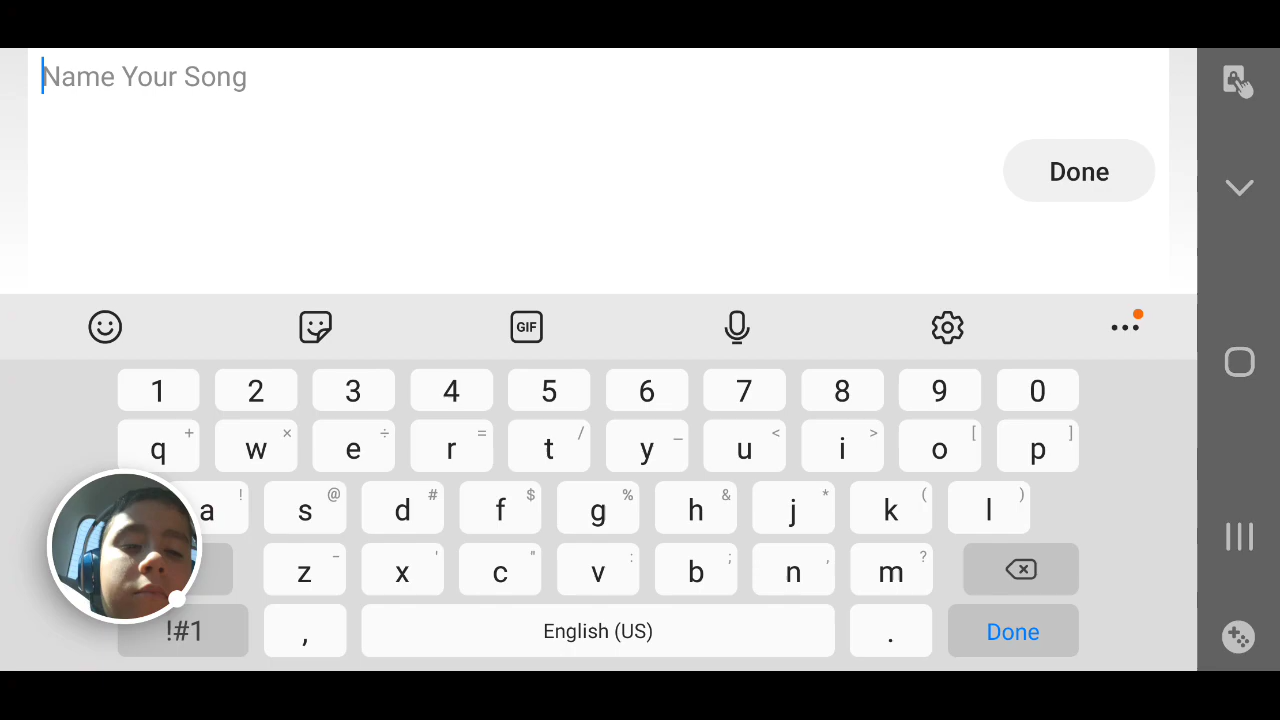 Name Your Song
Done
GIF
1 2 3 4 5 6 7 8 9 0
q + w × e ÷ r = t / y _ u < i > o [ p ]
a ! s @ d # f $ g % h & j * k ( l )
z - x ' c " v : b ; n , m ?
!#1 , English (US) . Done